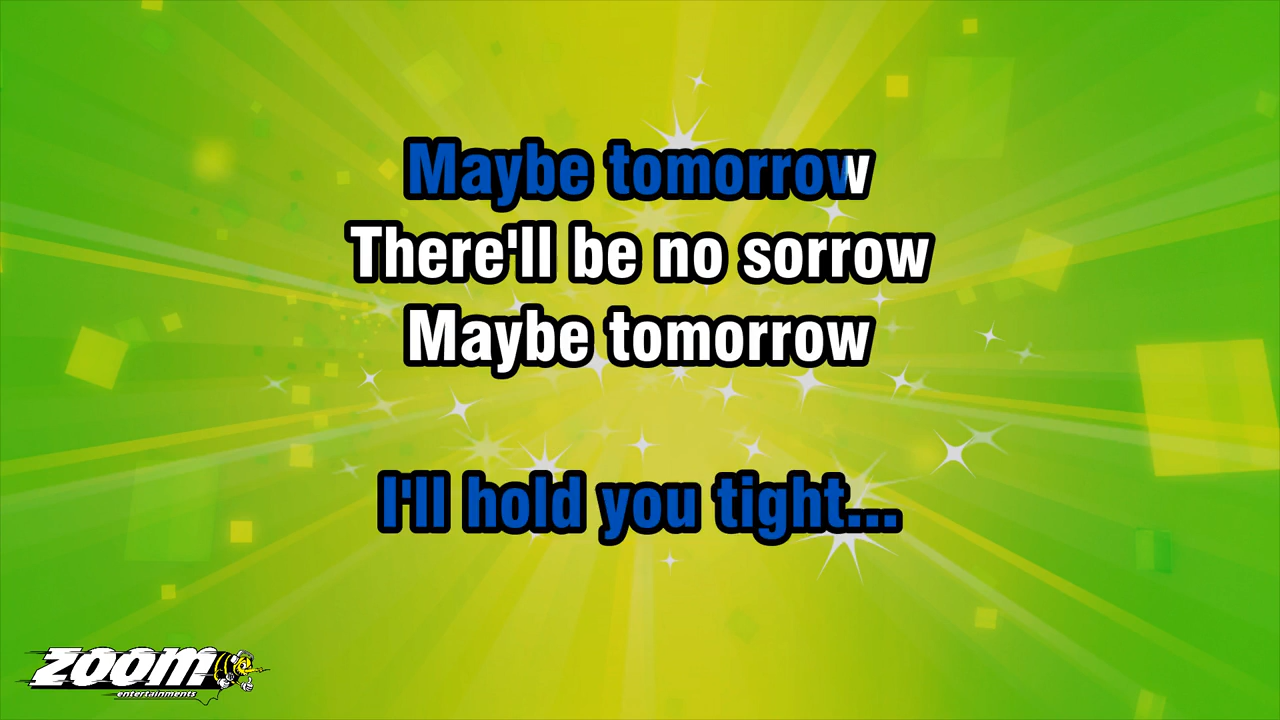 Maybe tomorrow
There'll be no sorrow
Maybe tomorrow
I'll hold you tight...
zoom
entertainments